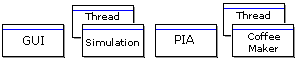 GUI
Thread
Simulation
PIA
Thread
Coffee
Maker